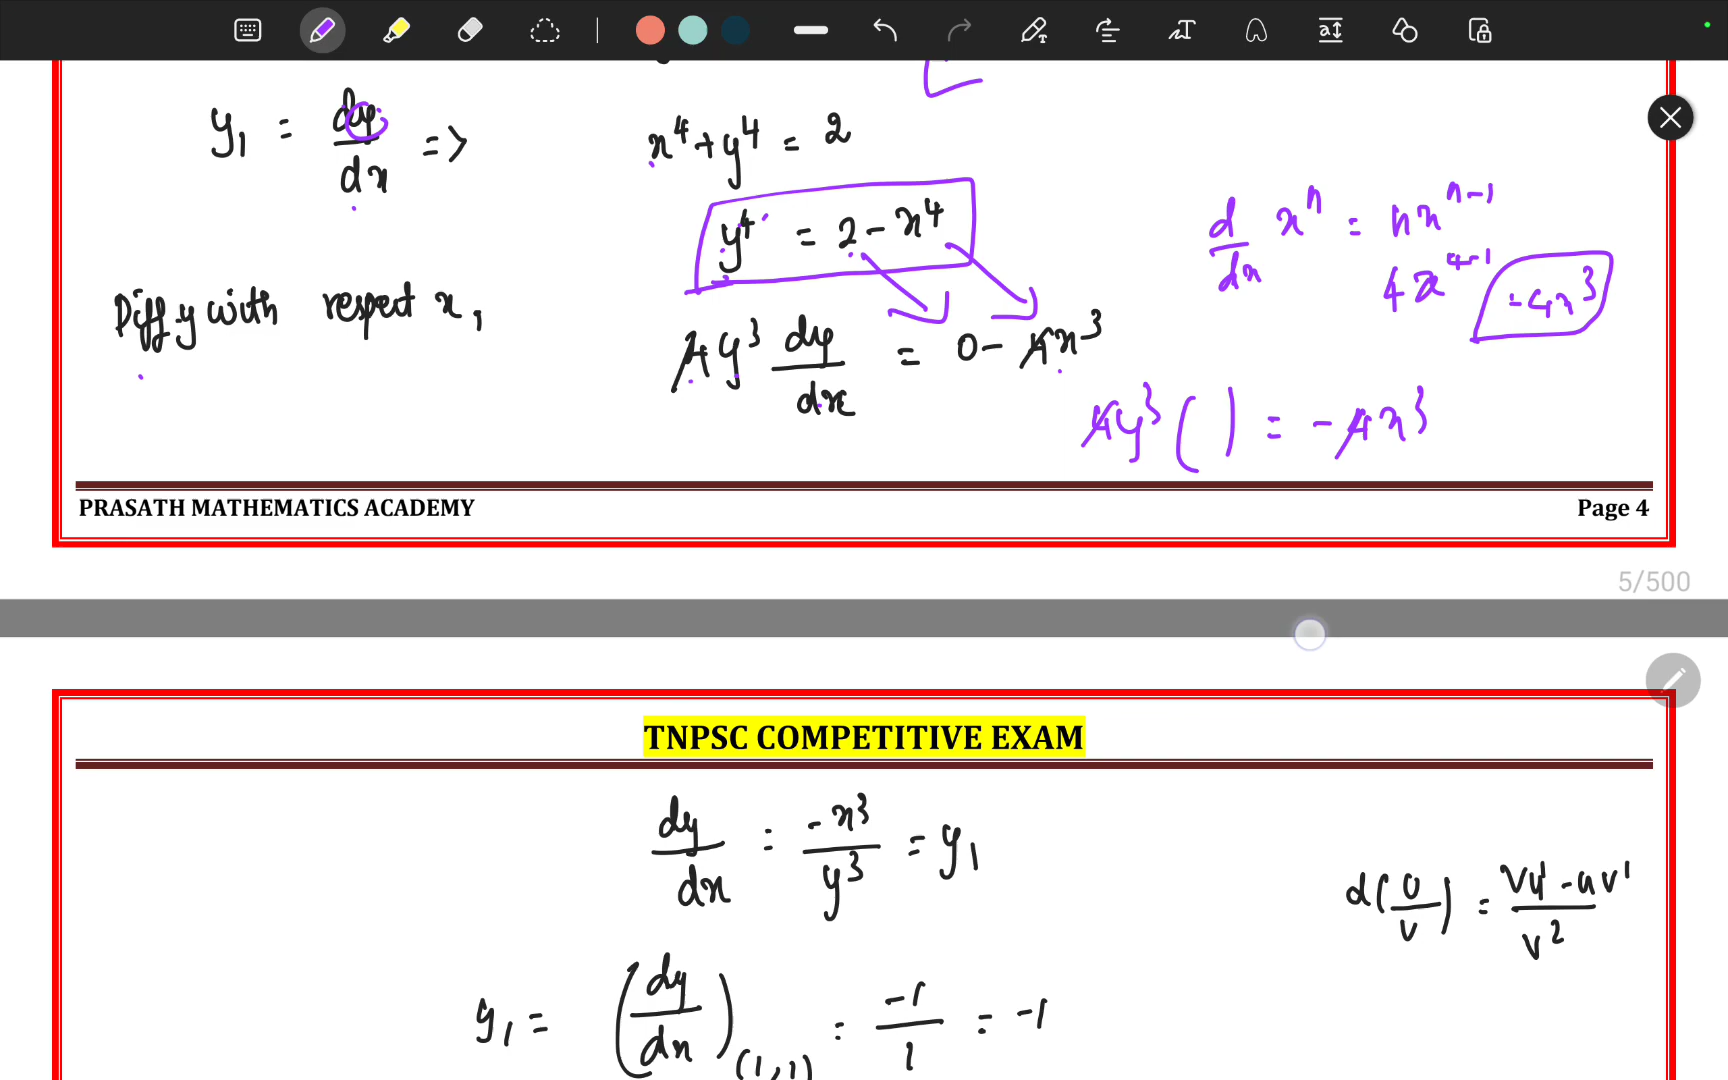 y₁ = dy/dx =>
x⁴ + y⁴ = 2
y⁴ = 2 - x⁴
d/dx xⁿ = nxⁿ⁻¹
4x⁴⁻¹
= 4x³
Diff y with respect x,
4y³ dy/dx = 0 - 4x³
4y³ ( ) = - 4x³
PRASATH MATHEMATICS ACADEMY Page 4
5/500
TNPSC COMPETITIVE EXAM
dy/dx = -x³/y³ = y₁
d(u/v) = (vu' - uv')/v²
y₁ = (dy/dx)(1,1) = -1/1 = -1